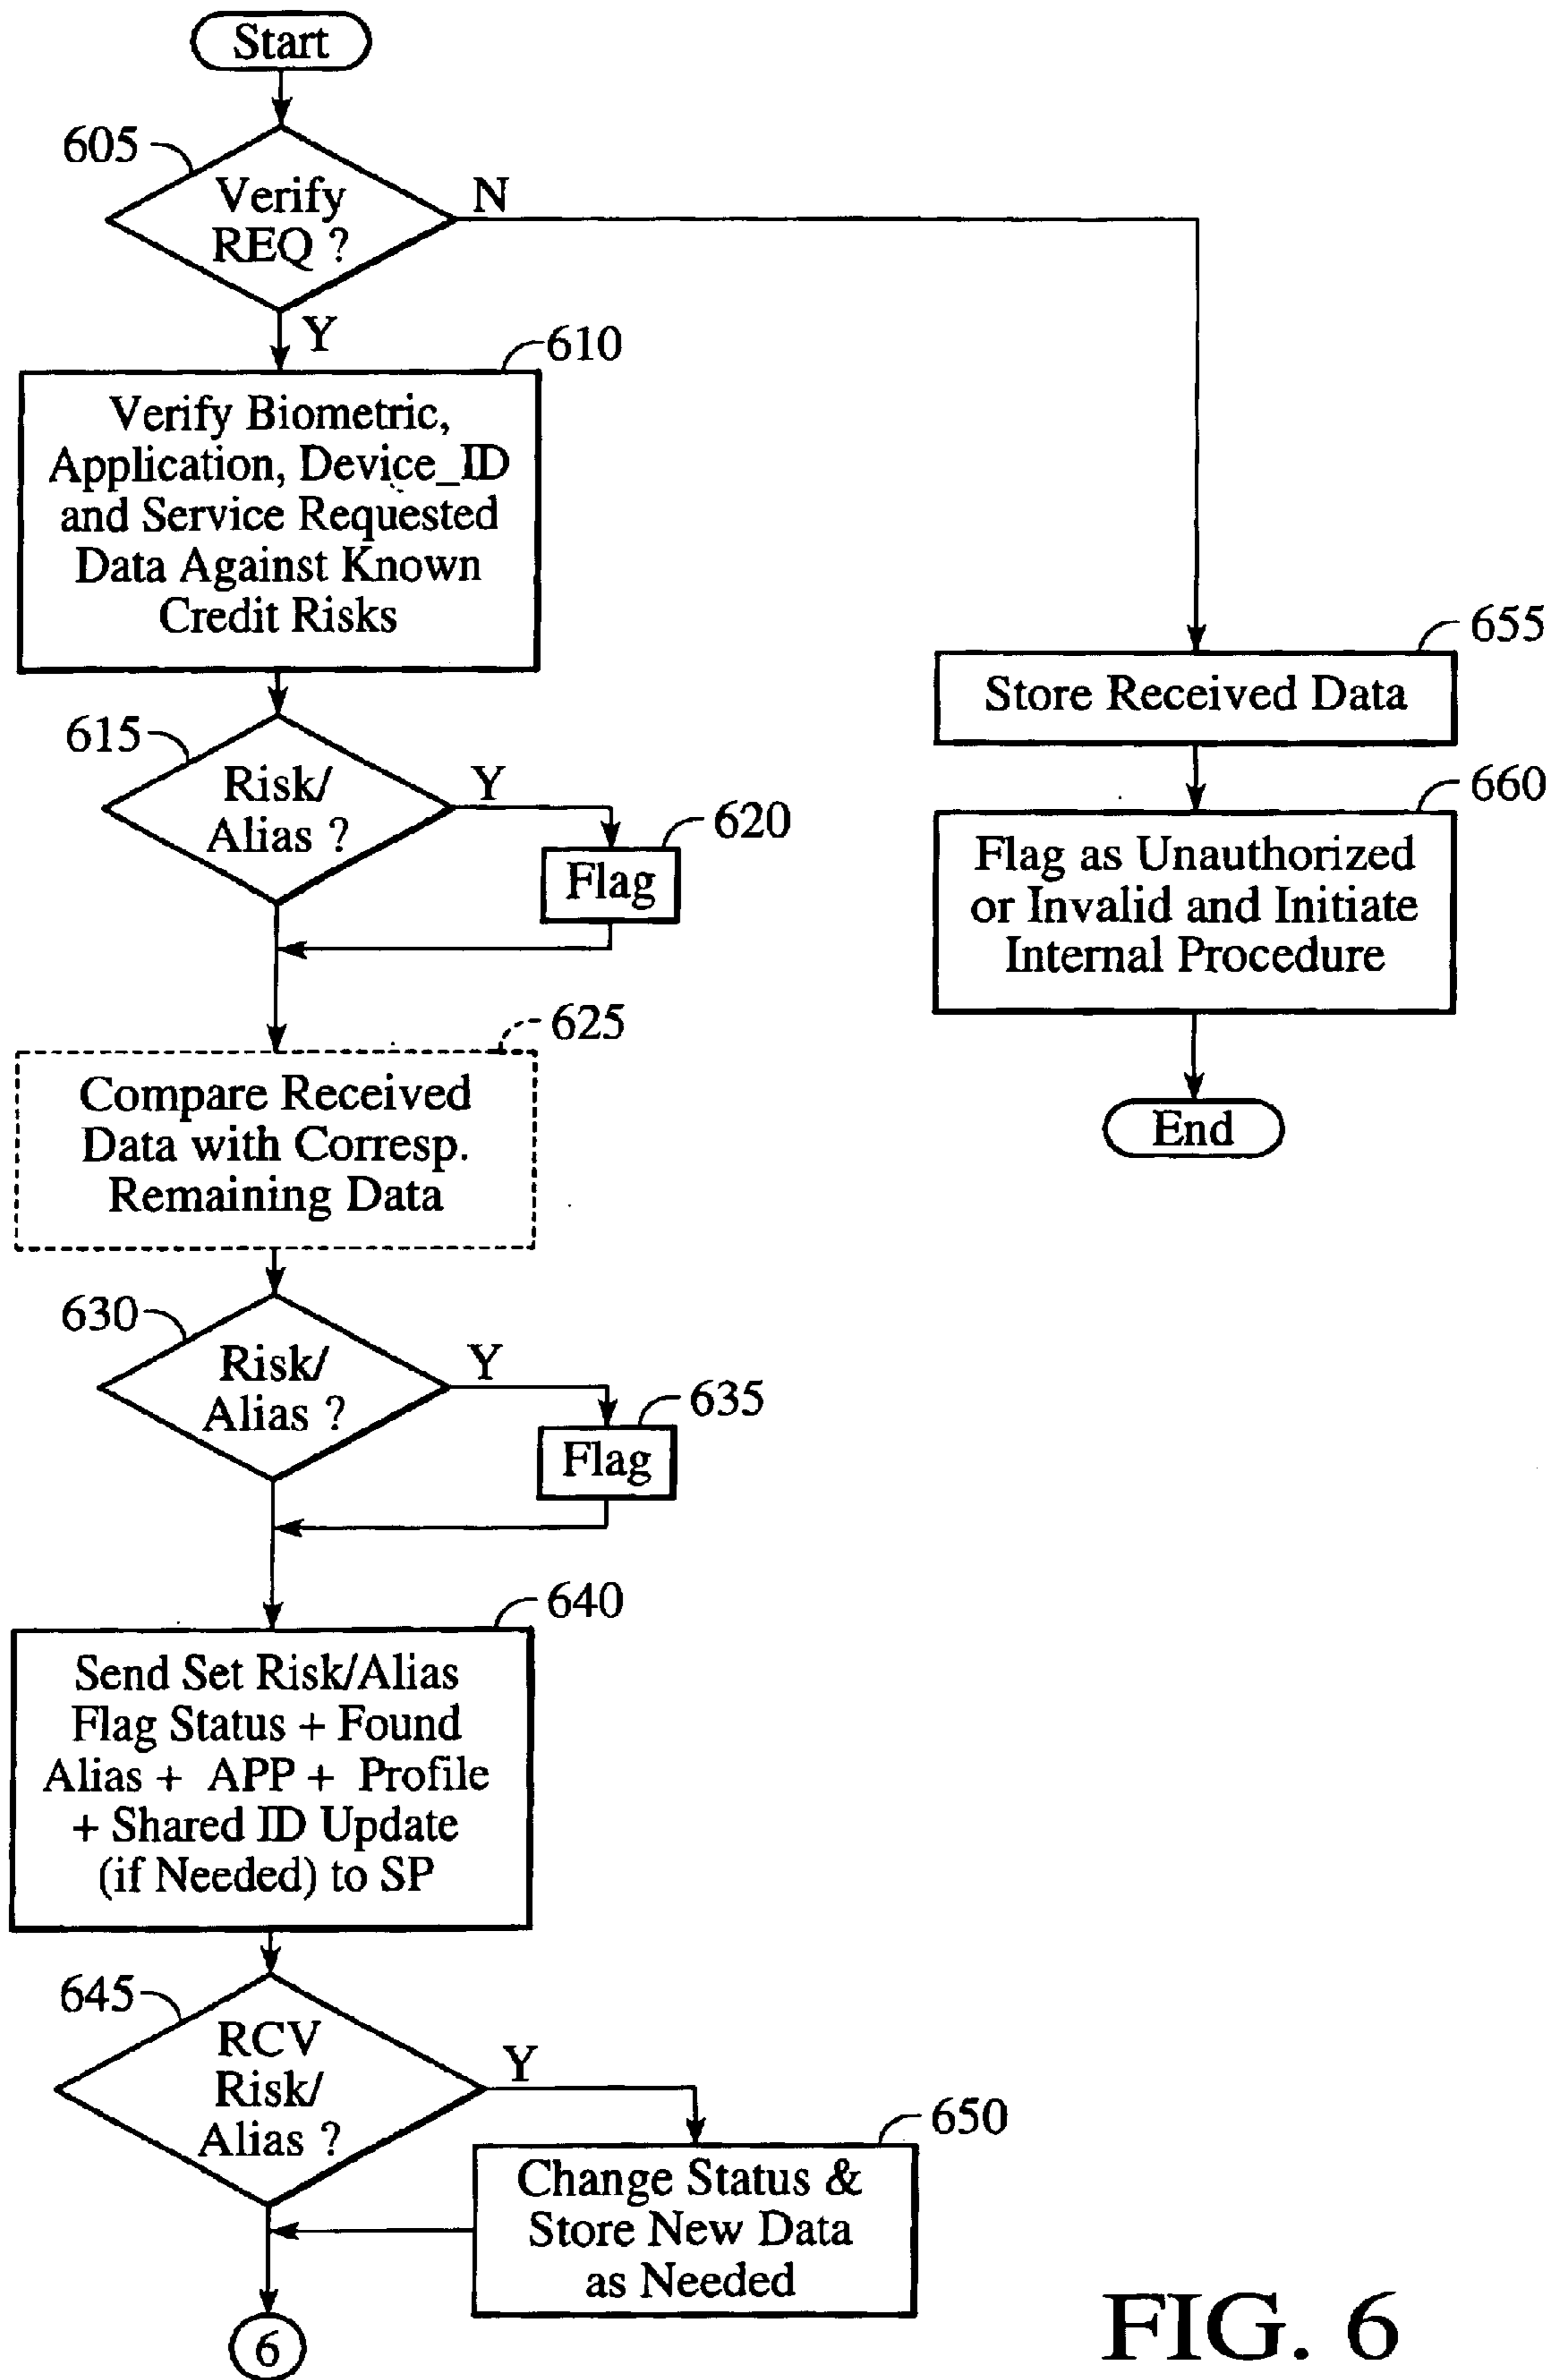 Start
605
Verify
REQ ?
N
Y
610
Verify Biometric,
Application, Device_ID
and Service Requested
Data Against Known
Credit Risks
615
Risk/
Alias ?
Y
620
Flag
625
Compare Received
Data with Corresp.
Remaining Data
630
Risk/
Alias ?
Y
635
Flag
640
Send Set Risk/Alias
Flag Status + Found
Alias + APP + Profile
+ Shared ID Update
(if Needed) to SP
645
RCV
Risk/
Alias ?
Y
650
Change Status &
Store New Data
as Needed
6
655
Store Received Data
660
Flag as Unauthorized
or Invalid and Initiate
Internal Procedure
End
FIG. 6